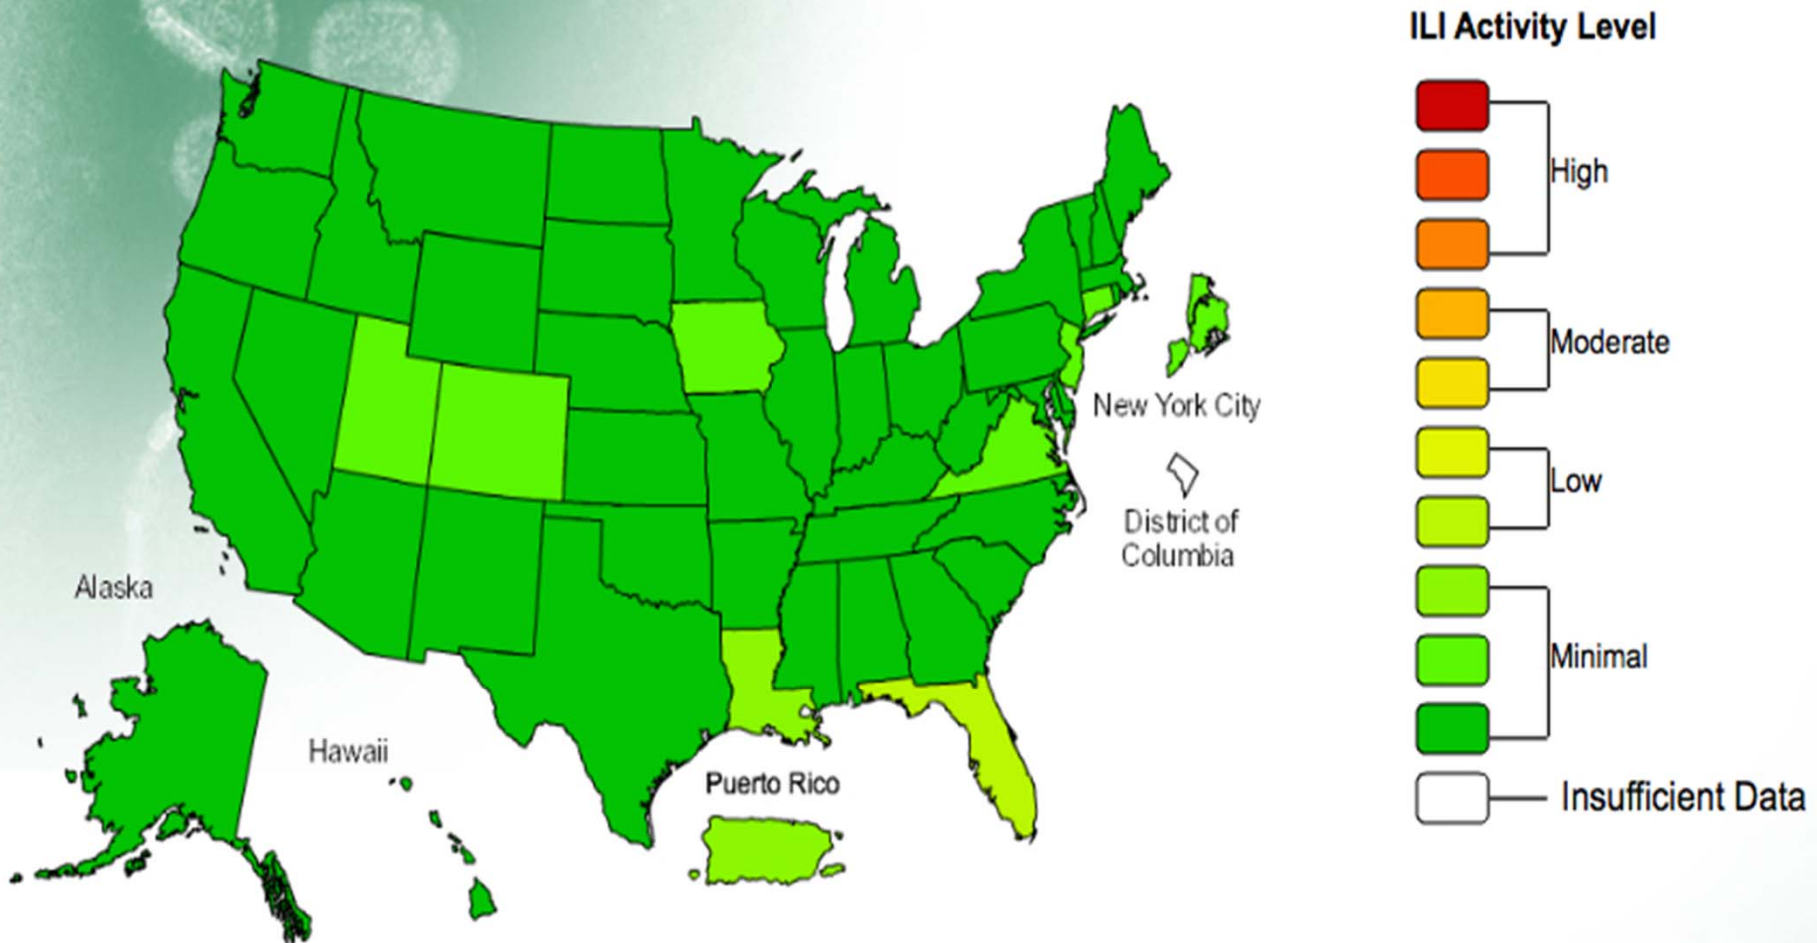 ILI Activity Level
High
Moderate
Low
Minimal
Insufficient Data
New York City
District of
Columbia
Alaska
Hawaii
Puerto Rico